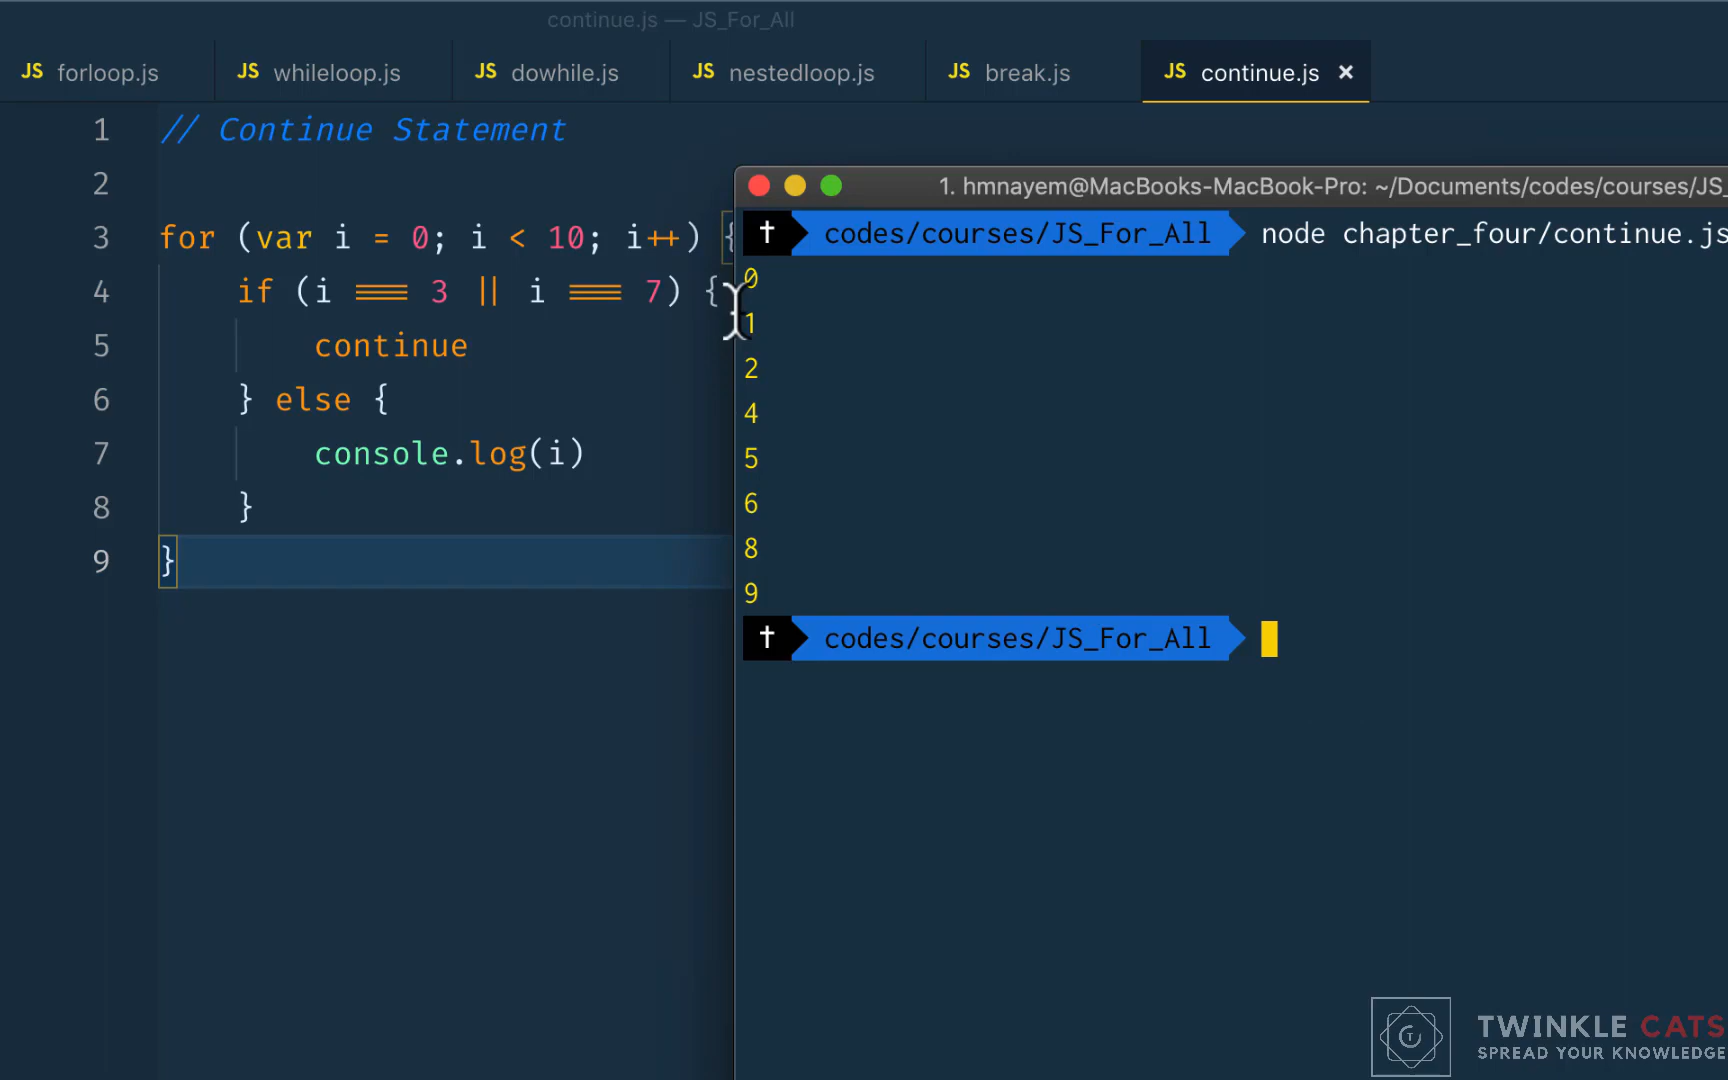 continue.js — JS_For_All
JS forloop.js
JS whileloop.js
JS dowhile.js
JS nestedloop.js
JS break.js
JS continue.js ×
1 // Continue Statement
2
3 for (var i = 0; i < 10; i++) {
4 if (i === 3 || i === 7) {
5 continue
6 } else {
7 console.log(i)
8 }
9 }
1. hmnayem@MacBooks-MacBook-Pro: ~/Documents/codes/courses/JS_
† codes/courses/JS_For_All node chapter_four/continue.js
0
1
2
4
5
6
8
9
† codes/courses/JS_For_All
TWINKLE CATS
SPREAD YOUR KNOWLEDGE